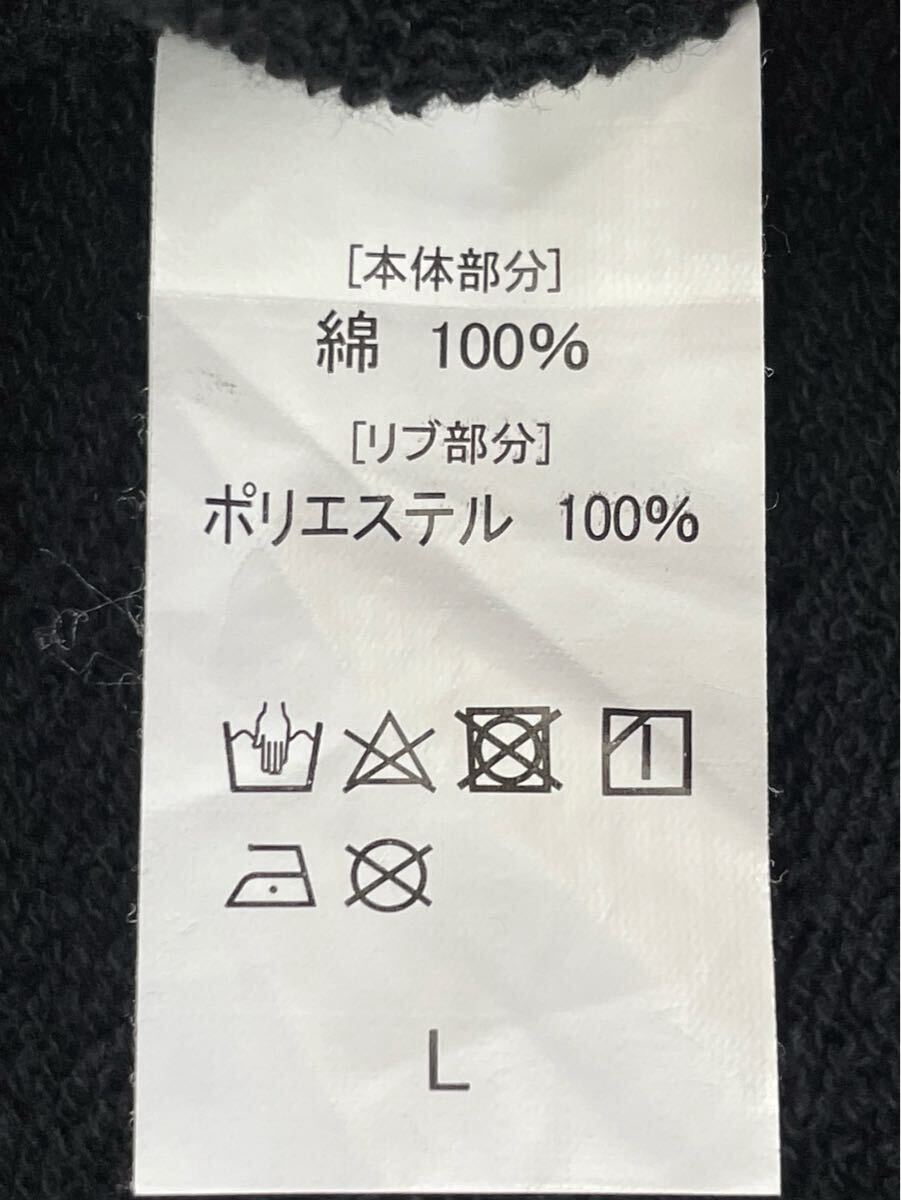 [本体部分]
綿 100%
[リブ部分]
ポリエステル 100%
L